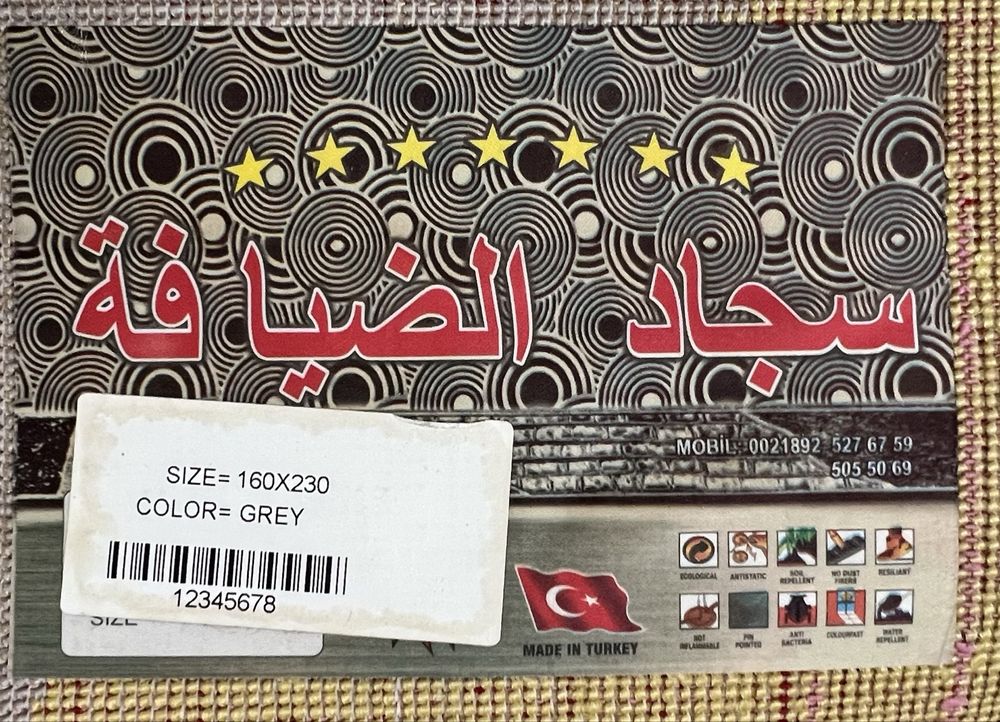 سجاد الضيافة
MOBİL: 0021892 527 67 59
505 50 69
SIZE= 160X230
COLOR= GREY
12345678
SIZE
MADE IN TURKEY
ECOLOGICAL ANTISTATIC SOIL REPELLENT NO DUST FIBERS RESILIANT
NOT INFLAMMABLE PIN POINTED ANTI BACTERIA COLOURFAST WATER REPELLENT